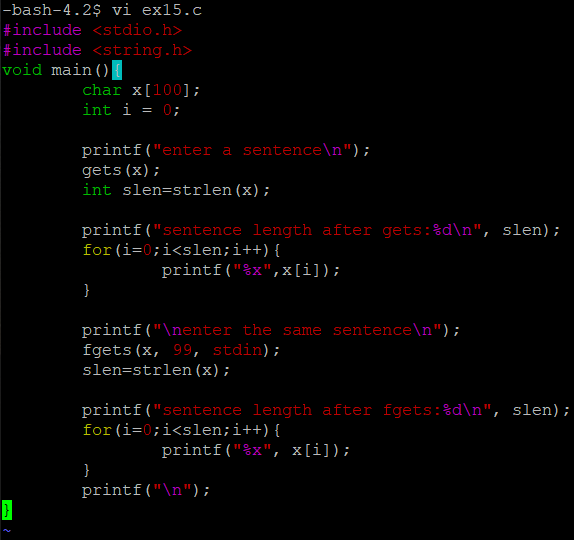 -bash-4.2$ vi ex15.c
#include <stdio.h>
#include <string.h>
void main(){
        char x[100];
        int i = 0;

        printf("enter a sentence\n");
        gets(x);
        int slen=strlen(x);

        printf("sentence length after gets:%d\n", slen);
        for(i=0;i<slen;i++){
                printf("%x",x[i]);
        }

        printf("\nenter the same sentence\n");
        fgets(x, 99, stdin);
        slen=strlen(x);

        printf("sentence length after fgets:%d\n", slen);
        for(i=0;i<slen;i++){
                printf("%x", x[i]);
        }
        printf("\n");
}
~